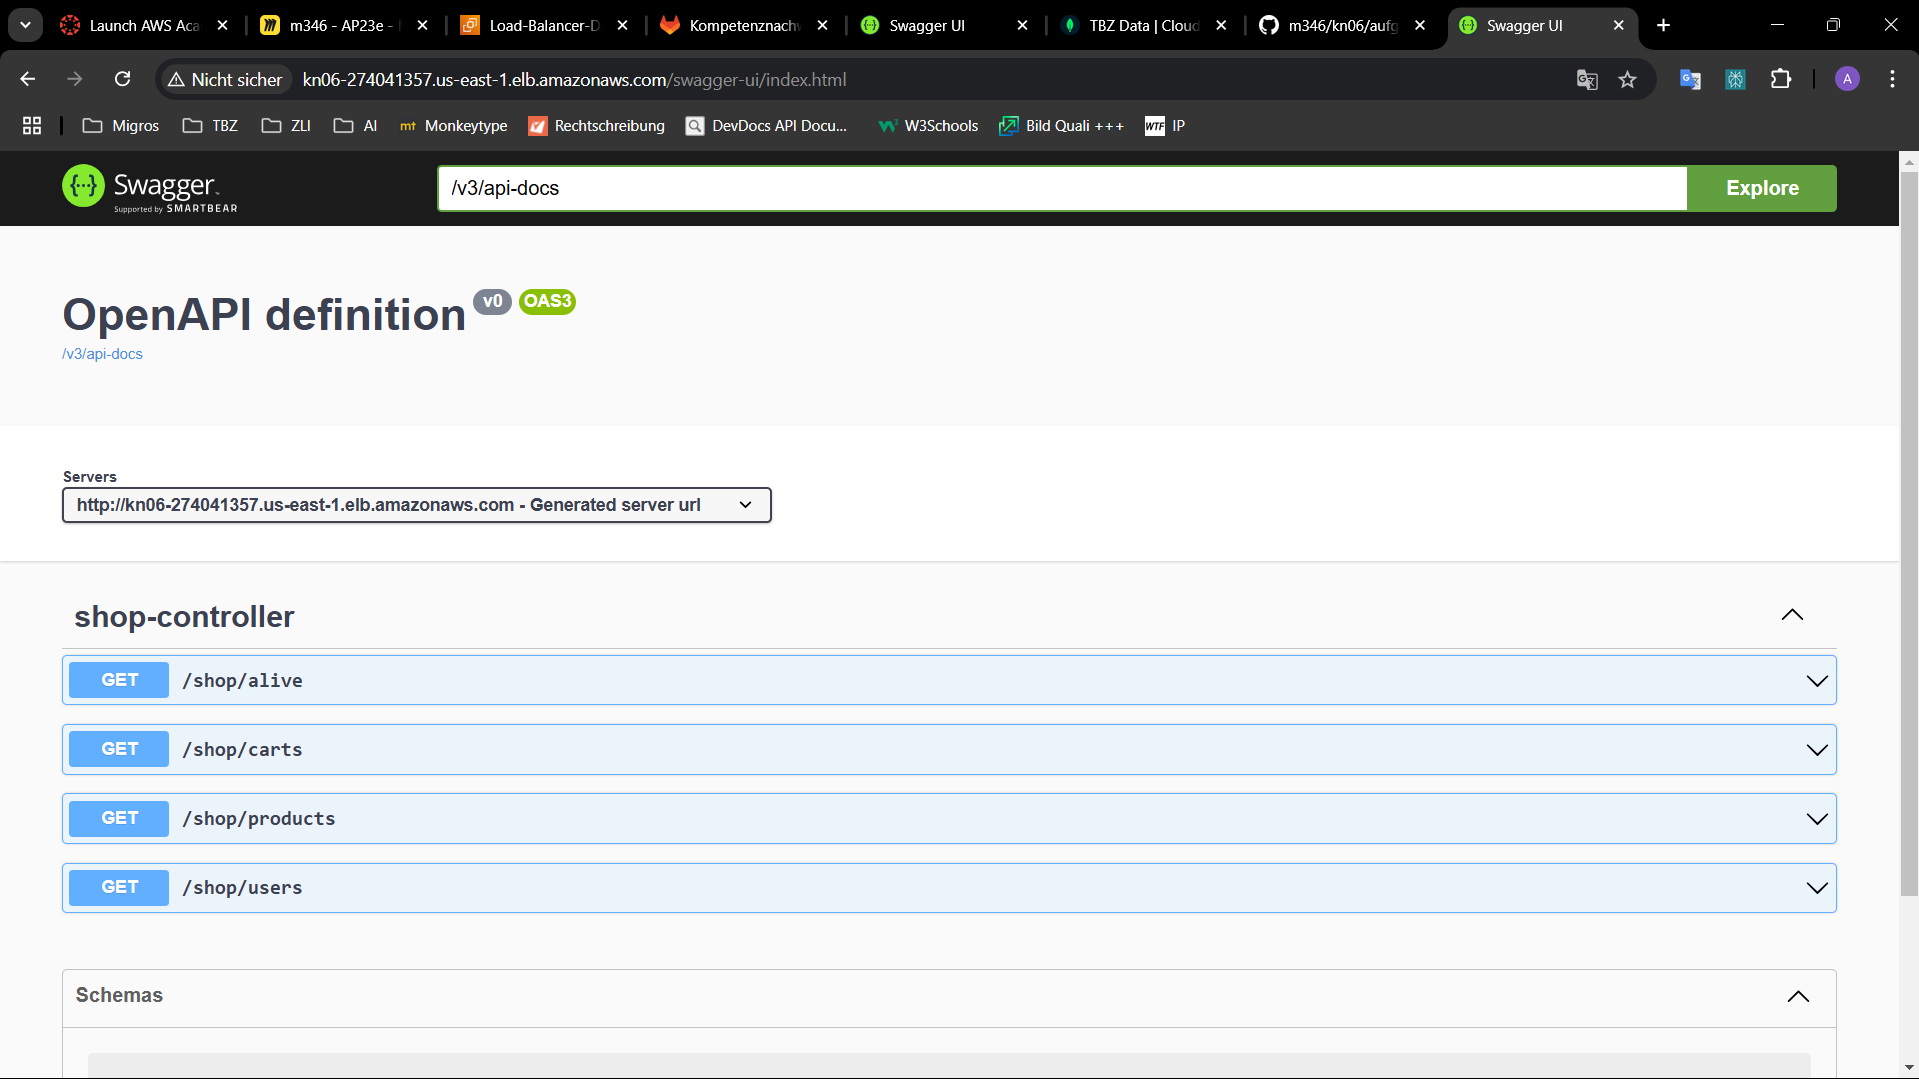 Launch AWS Aca
m346 - AP23e -
Load-Balancer-D
Kompetenznachw
Swagger UI
TBZ Data | Cloud
m346/kn06/aufg
Swagger UI
Nicht sicher
kn06-274041357.us-east-1.elb.amazonaws.com/swagger-ui/index.html
A
Migros
TBZ
ZLI
AI
mt Monkeytype
Rechtschreibung
DevDocs API Docu...
W3Schools
Bild Quali +++
WTF IP
Swagger
Supported by SMARTBEAR
/v3/api-docs
Explore
OpenAPI definition v0 OAS3
/v3/api-docs
Servers
http://kn06-274041357.us-east-1.elb.amazonaws.com - Generated server url
shop-controller
GET /shop/alive
GET /shop/carts
GET /shop/products
GET /shop/users
Schemas